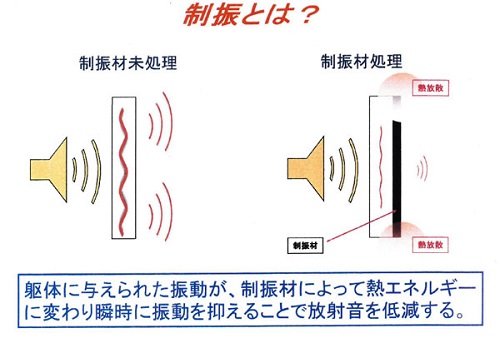 制振とは？
制振材未処理
制振材処理
熱放散
制振材
熱放散
躯体に与えられた振動が、制振材によって熱エネルギー
に変わり瞬時に振動を抑えることで放射音を低減する。